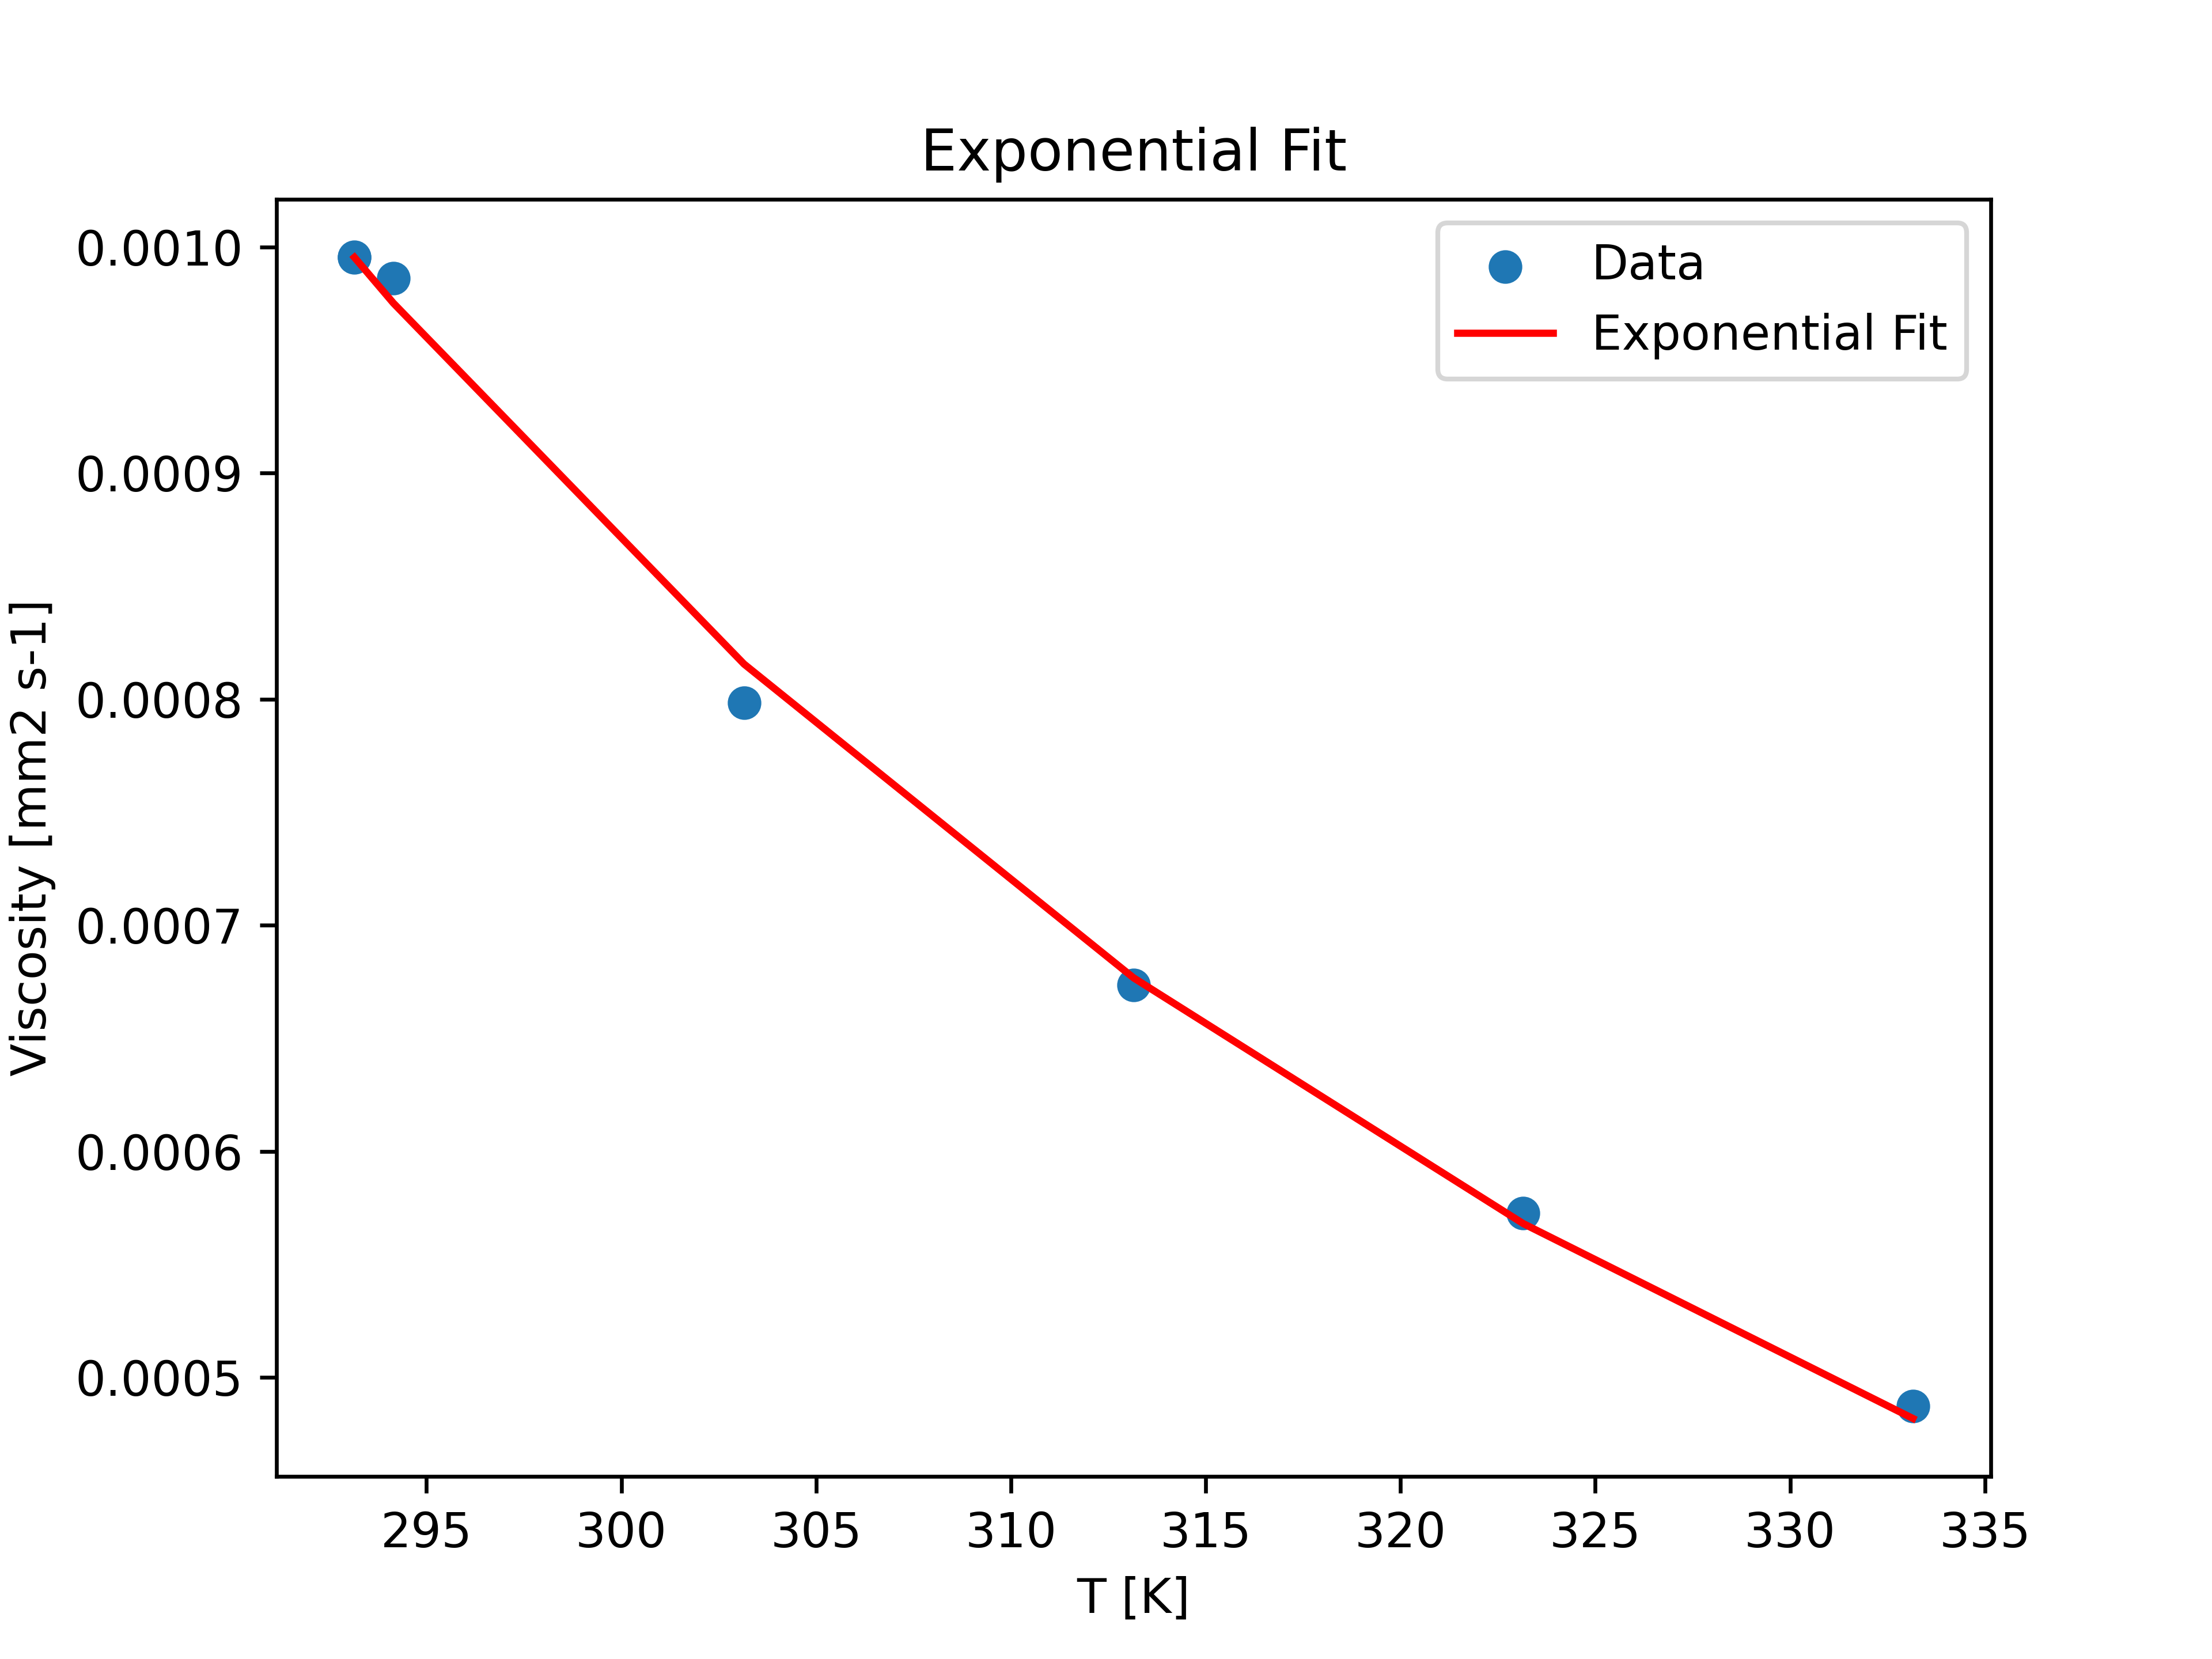 Exponential Fit
Data
Exponential Fit
0.0010
0.0009
0.0008
0.0007
0.0006
0.0005
Viscosity [mm2 s-1]
295 300 305 310 315 320 325 330 335
T [K]